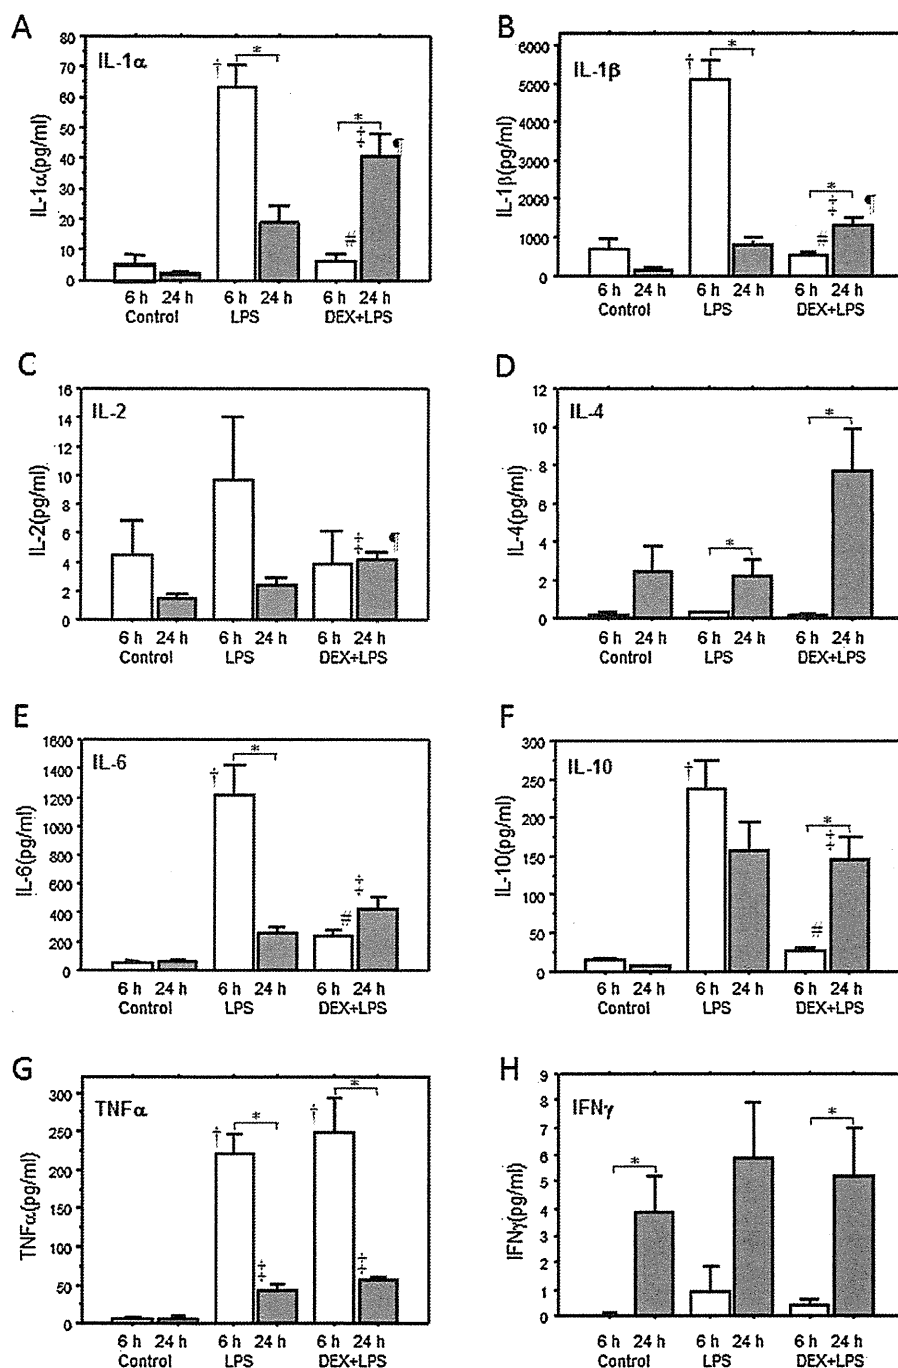 A
IL-1α
IL-1α(pg/ml)
80
70
60
50
40
30
20
10
0
†
*
#
*
‡
¶
6 h 24 h 6 h 24 h 6 h 24 h
Control LPS DEX+LPS
B
IL-1β
IL-1β(pg/ml)
6000
5000
4000
3000
2000
1000
0
†
*
#
*
‡
¶
6 h 24 h 6 h 24 h 6 h 24 h
Control LPS DEX+LPS
C
IL-2
IL-2(pg/ml)
16
14
12
10
8
6
4
2
0
‡
¶
6 h 24 h 6 h 24 h 6 h 24 h
Control LPS DEX+LPS
D
IL-4
IL-4(pg/ml)
12
10
8
6
4
2
0
*
*
6 h 24 h 6 h 24 h 6 h 24 h
Control LPS DEX+LPS
E
IL-6
IL-6(pg/ml)
1600
1400
1200
1000
800
600
400
200
0
†
*
#
‡
6 h 24 h 6 h 24 h 6 h 24 h
Control LPS DEX+LPS
F
IL-10
IL-10(pg/ml)
300
250
200
150
100
50
0
†
#
*
‡
6 h 24 h 6 h 24 h 6 h 24 h
Control LPS DEX+LPS
G
TNFα
TNFα(pg/ml)
300
250
200
150
100
50
0
†
*
‡
†
*
‡
6 h 24 h 6 h 24 h 6 h 24 h
Control LPS DEX+LPS
H
IFNγ
IFNγ(pg/ml)
9
8
7
6
5
4
3
2
1
0
*
*
6 h 24 h 6 h 24 h 6 h 24 h
Control LPS DEX+LPS